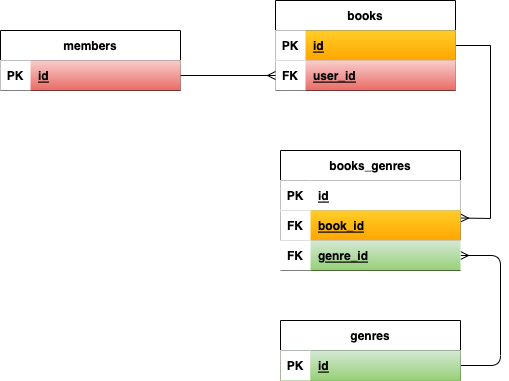 members
PK id
books
PK id
FK user_id
books_genres
PK id
FK book_id
FK genre_id
genres
PK id